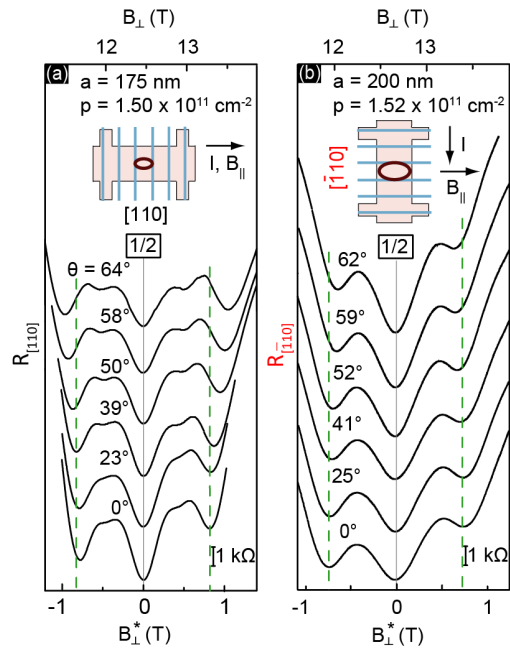 B⊥ (T)
12
13
(a)
a = 175 nm
p = 1.50 x 10¹¹ cm⁻²
I, B||
[110]
1/2
θ = 64°
58°
50°
39°
23°
0°
1 kΩ
R[110]
-1
0
1
B*⊥ (T)
B⊥ (T)
12
13
(b)
a = 200 nm
p = 1.52 x 10¹¹ cm⁻²
[1̄10]
I
B||
1/2
62°
59°
52°
41°
25°
0°
1 kΩ
R[1̄10]
-1
0
1
B*⊥ (T)